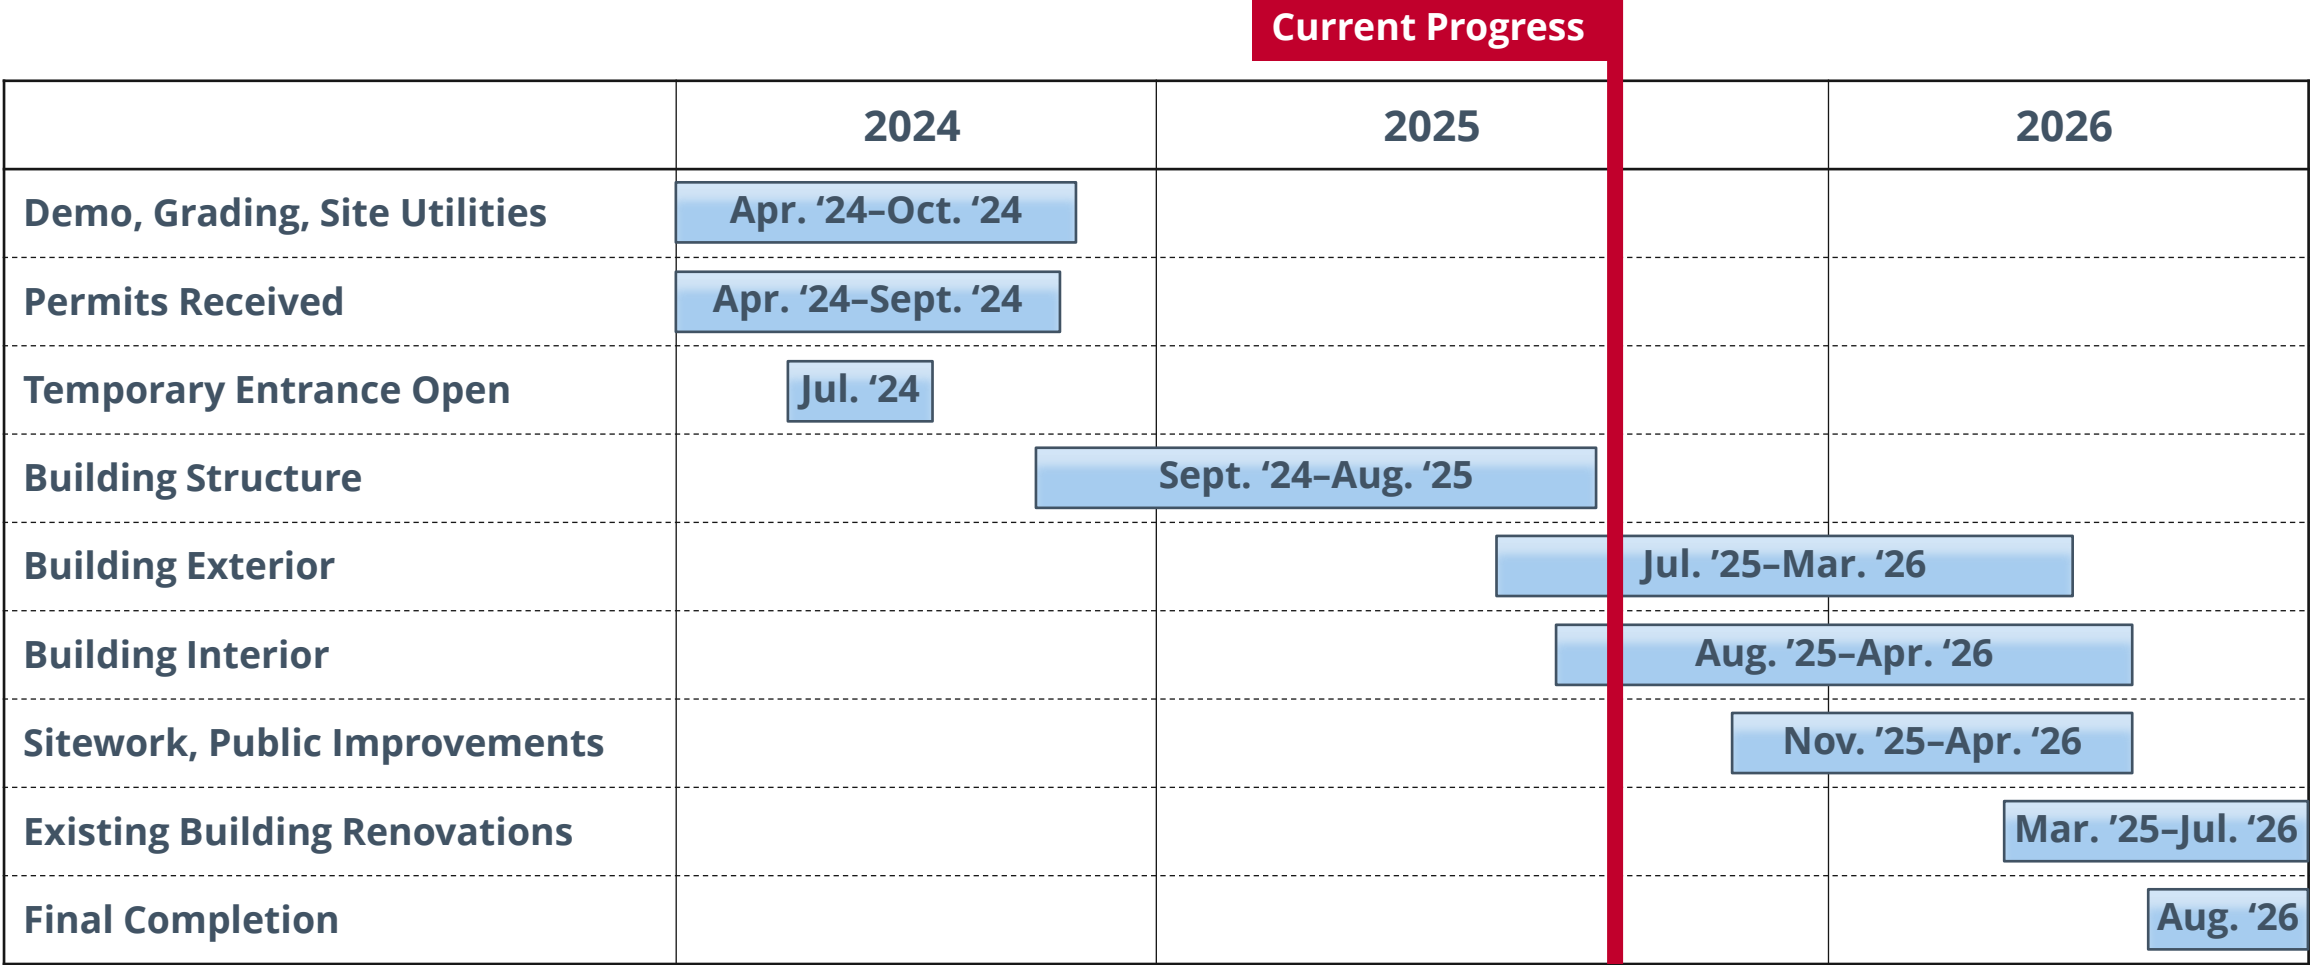 Current Progress
2024 2025 2026
Demo, Grading, Site Utilities Apr. ‘24–Oct. ‘24
Permits Received Apr. ‘24–Sept. ‘24
Temporary Entrance Open Jul. ‘24
Building Structure Sept. ‘24–Aug. ‘25
Building Exterior Jul. ’25–Mar. ‘26
Building Interior Aug. ’25–Apr. ‘26
Sitework, Public Improvements Nov. ’25–Apr. ‘26
Existing Building Renovations Mar. ’25–Jul. ‘26
Final Completion Aug. ‘26